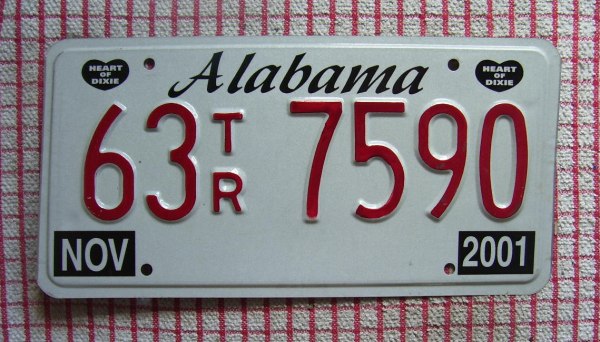 HEART OF DIXIE
Alabama
HEART OF DIXIE
63 TR 7590
NOV
2001